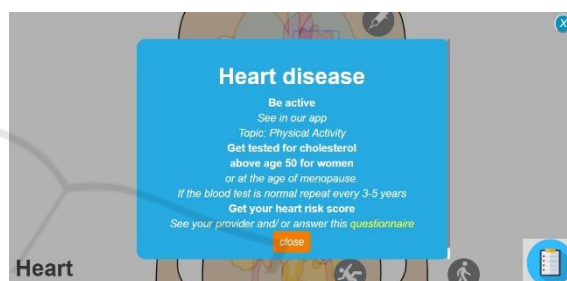 X
Heart disease
Be active
See in our app
Topic: Physical Activity
Get tested for cholesterol
above age 50 for women
or at the age of menopause.
If the blood test is normal repeat every 3-5 years
Get your heart risk score
See your provider and/ or answer this questionnaire
close
Heart